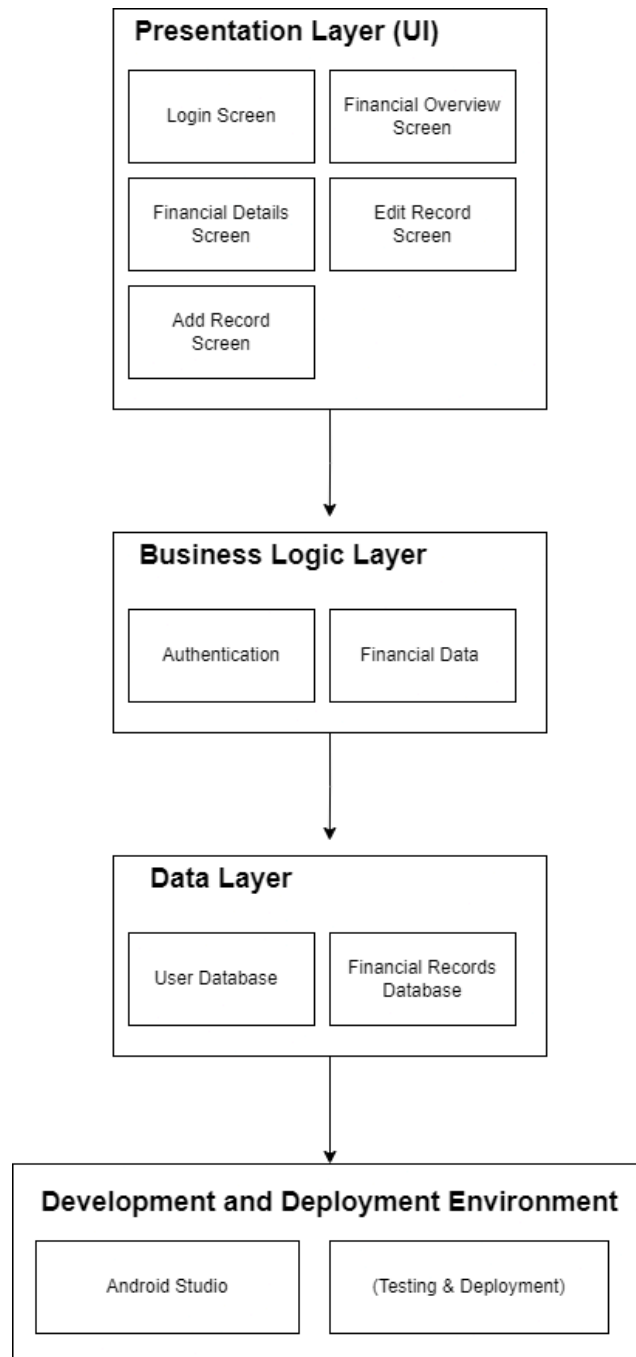 Presentation Layer (UI)
Login Screen
Financial Overview
Screen
Financial Details
Screen
Edit Record
Screen
Add Record
Screen
Business Logic Layer
Authentication
Financial Data
Data Layer
User Database
Financial Records
Database
Development and Deployment Environment
Android Studio
(Testing & Deployment)